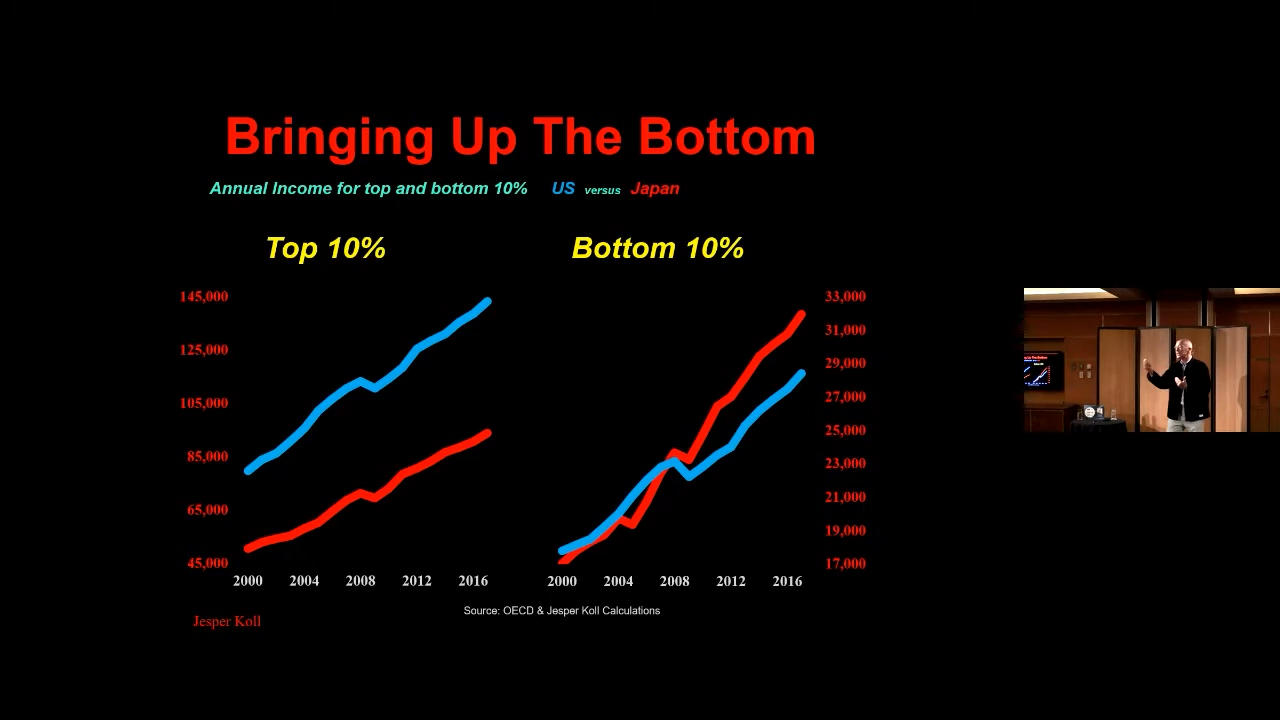 Bringing Up The Bottom
Annual Income for top and bottom 10% US versus Japan
Top 10%
Bottom 10%
145,000
125,000
105,000
85,000
65,000
45,000
33,000
31,000
29,000
27,000
25,000
23,000
21,000
19,000
17,000
2000 2004 2008 2012 2016
2000 2004 2008 2012 2016
Source: OECD & Jesper Koll Calculations
Jesper Koll